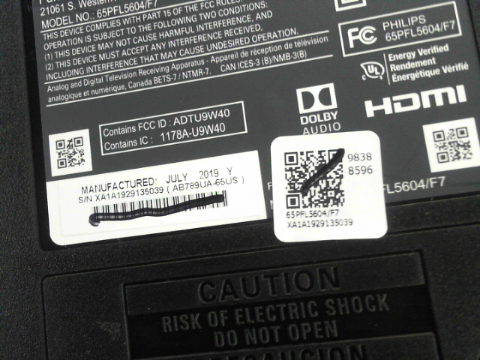 21061 S. Western
MODEL NO.: 65PFL5604/F7
THIS DEVICE COMPLIES WITH PART 15 OF THE FCC RULES.
OPERATION IS SUBJECT TO THE FOLLOWING TWO CONDITIONS:
(1) THIS DEVICE MAY NOT CAUSE HARMFUL INTERFERENCE, AND
(2) THIS DEVICE MUST ACCEPT ANY INTERFERENCE RECEIVED,
INCLUDING INTERFERENCE THAT MAY CAUSE UNDESIRED OPERATION.
Analog and Digital Television Receiving Apparatus - Appareil de réception de télévision
analogique et numérique, Canada BETS-7 / NTMR-7. CAN ICES-3 (B)/NMB-3(B)
FC PHILIPS
65PFL5604/F7
UL Energy Verified
Rendement
Énergétique Vérifié
Contains FCC ID : ADTU9W40
Contains IC : 1178A-U9W40
DOLBY
AUDIO
HDMI
MANUFACTURED: JULY 2019 Y
S/N XA1A1929135039 ( AB789UA-65US )
9838
8596
65PFL5604/F7
XA1A1929135039
PFL5604/F7
CAUTION
RISK OF ELECTRIC SHOCK
DO NOT OPEN